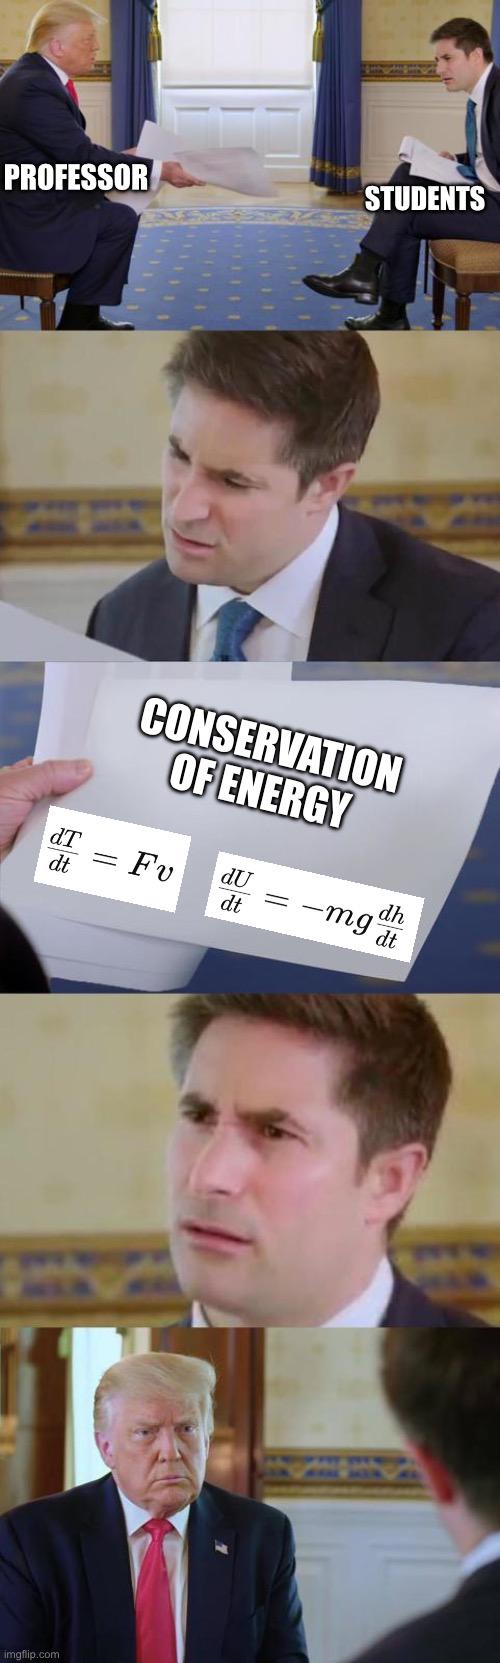 PROFESSOR
STUDENTS
CONSERVATION
OF ENERGY
dT/dt = Fv
dU/dt = -mg dh/dt
imgflip.com